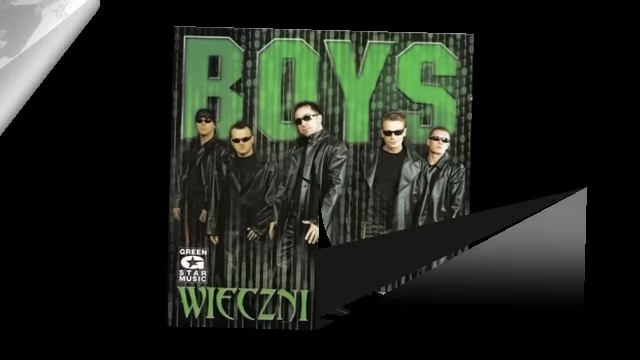 BOYS
GREEN
G
STAR
MUSIC
WIECZNI